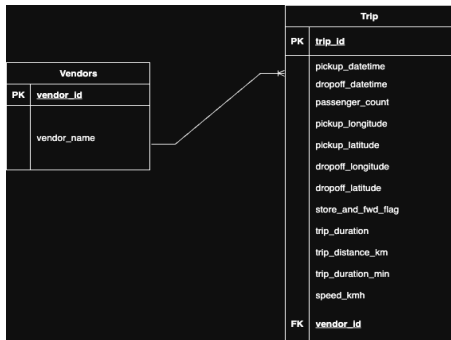 Vendors
PK vendor_id
vendor_name
Trip
PK trip_id
pickup_datetime
dropoff_datetime
passenger_count
pickup_longitude
pickup_latitude
dropoff_longitude
dropoff_latitude
store_and_fwd_flag
trip_duration
trip_distance_km
trip_duration_min
speed_kmh
FK vendor_id